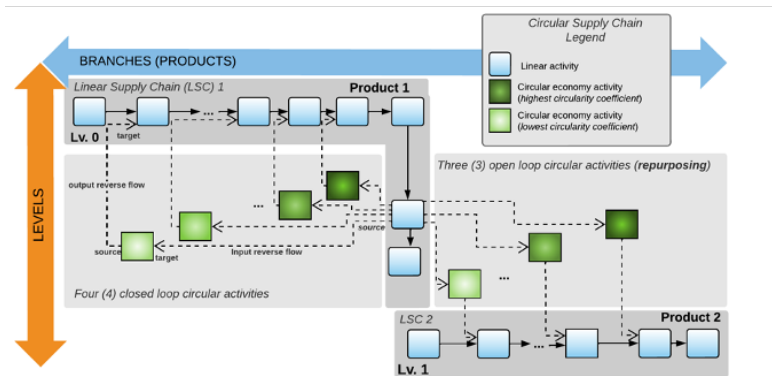 Circular Supply Chain
Legend
Linear activity
Circular economy activity
(highest circularity coefficient)
Circular economy activity
(lowest circularity coefficient)
BRANCHES (PRODUCTS)
LEVELS
Linear Supply Chain (LSC) 1
Product 1
...
Lv. 0
target
output reverse flow
...
source
target
Input reverse flow
source
Four (4) closed loop circular activities
Three (3) open loop circular activities (repurposing)
...
LSC 2
Product 2
...
Lv. 1